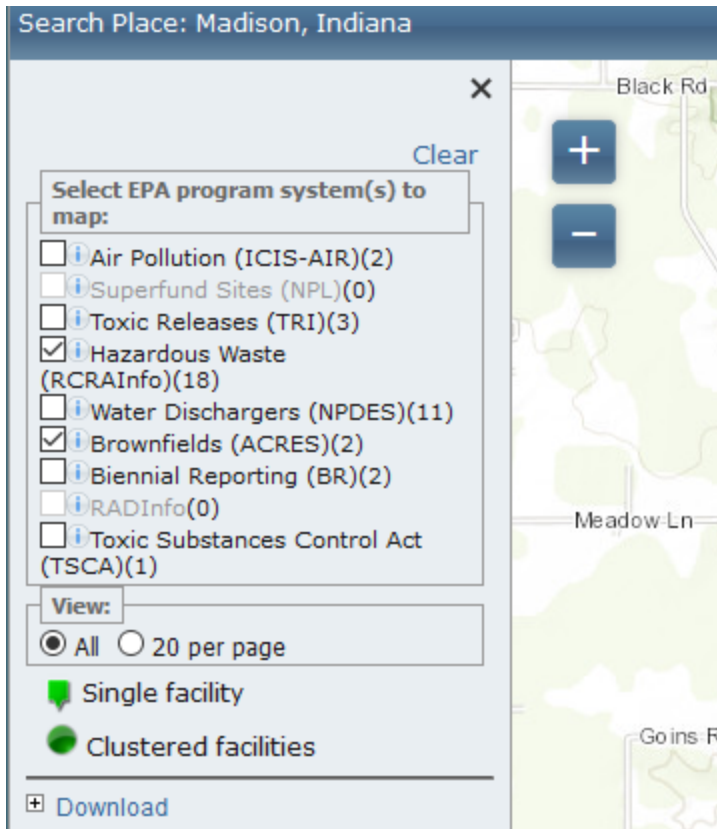 Search Place: Madison, Indiana
×
Clear
Select EPA program system(s) to
map:
Air Pollution (ICIS-AIR)(2)
Superfund Sites (NPL)(0)
Toxic Releases (TRI)(3)
Hazardous Waste
(RCRAInfo)(18)
Water Dischargers (NPDES)(11)
Brownfields (ACRES)(2)
Biennial Reporting (BR)(2)
RADInfo(0)
Toxic Substances Control Act
(TSCA)(1)
View:
All 20 per page
Single facility
Clustered facilities
Download
Black Rd
+
−
Meadow Ln
Goins R